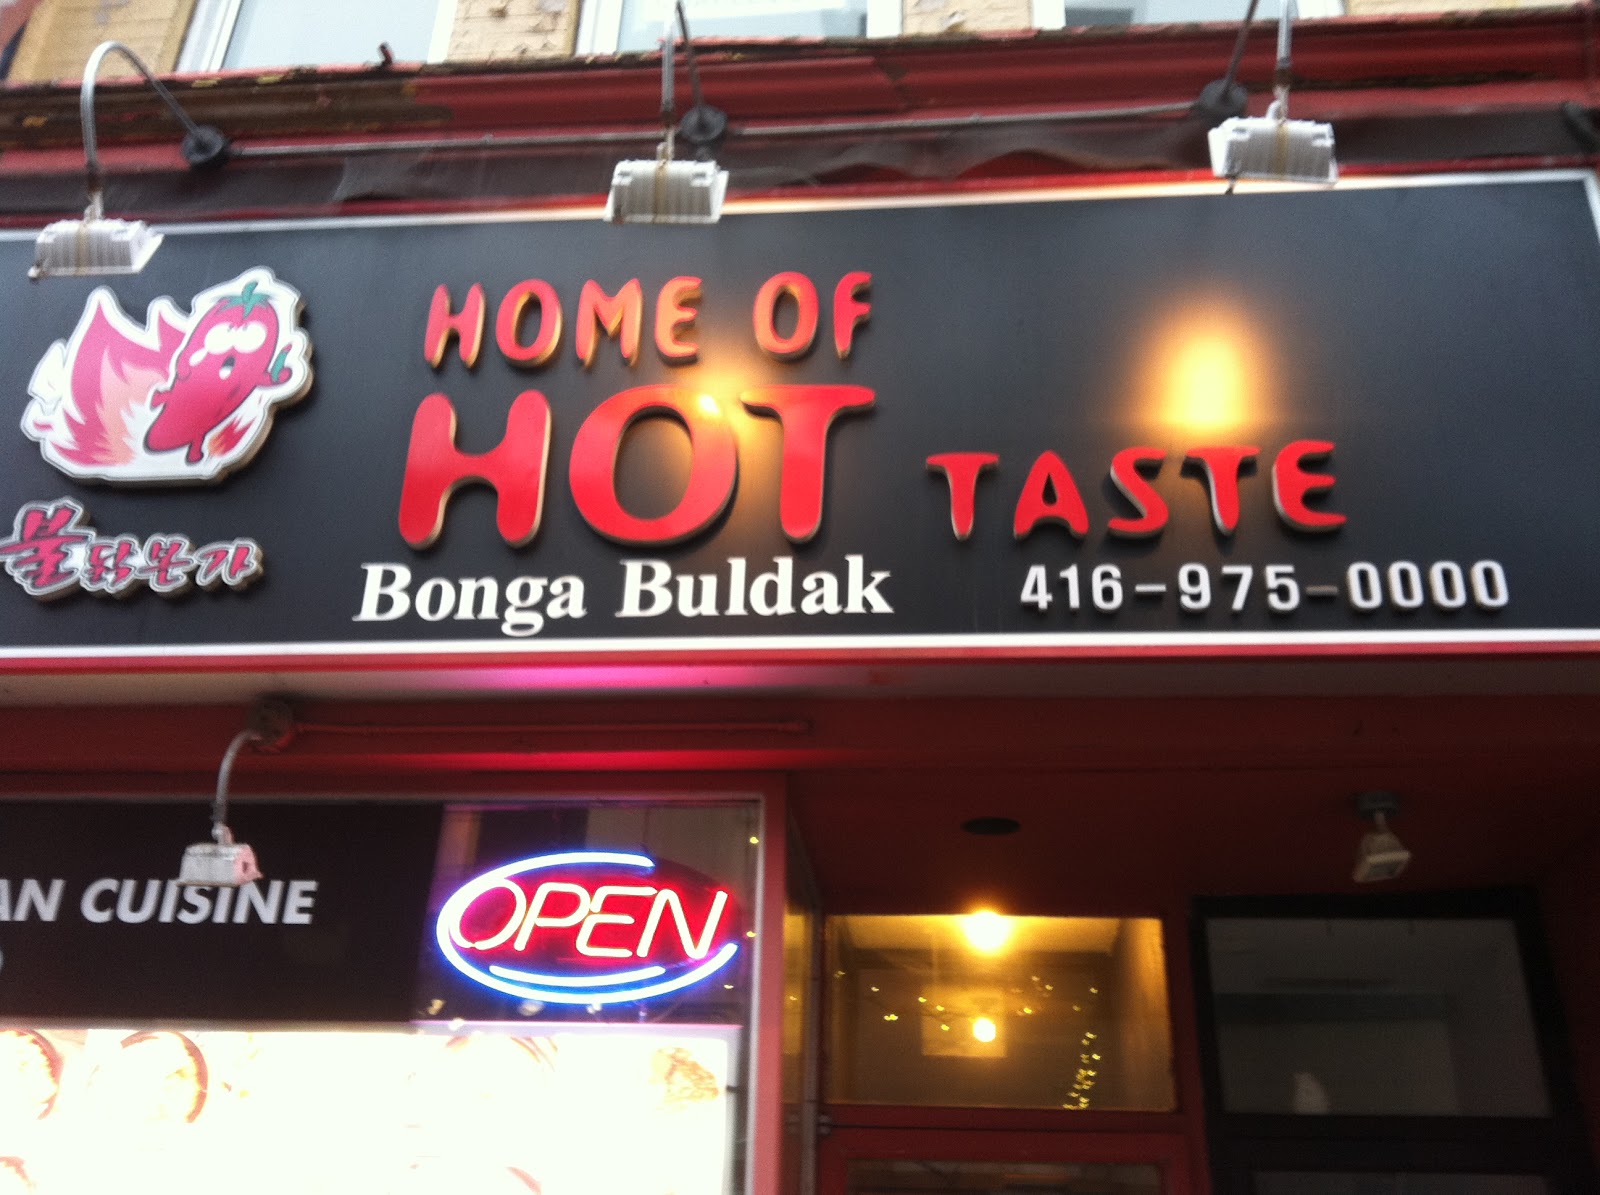 HOME OF
HOT TASTE
불닭본가
Bonga Buldak
416-975-0000
AN CUISINE
OPEN